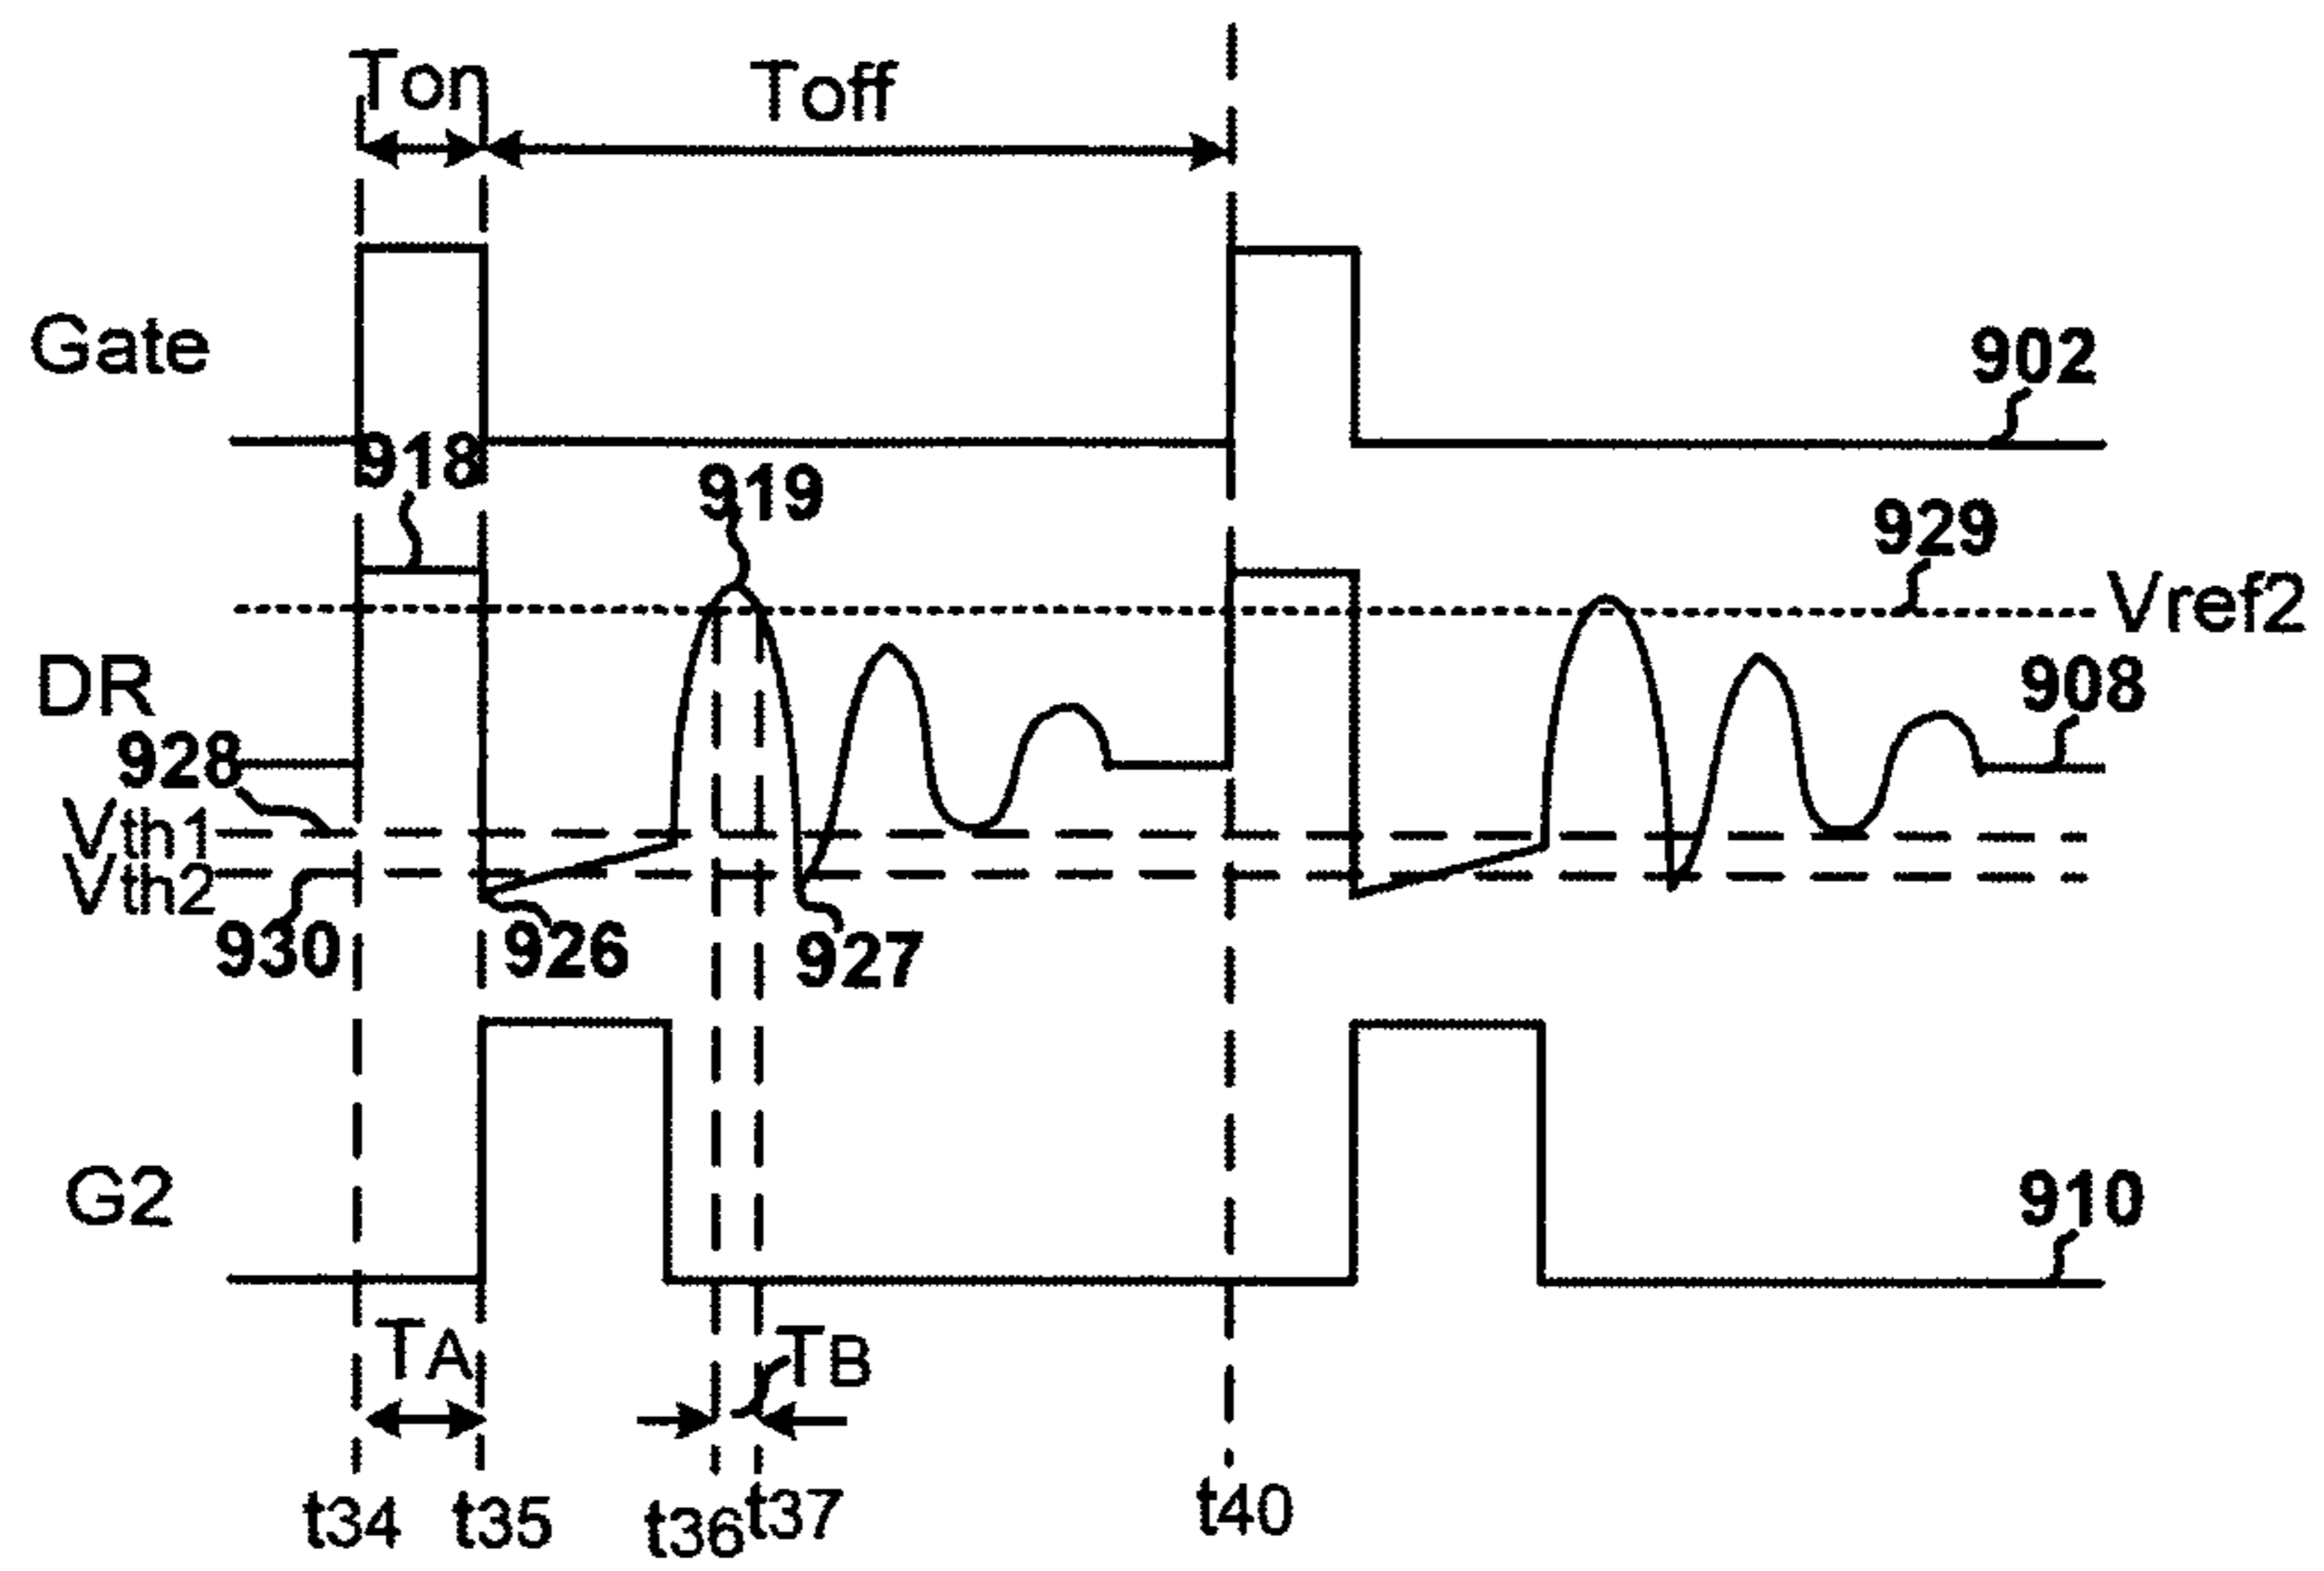 Ton
Toff
Gate
902
918
919
929
Vref2
DR
908
928
Vth1
Vth2
930
926
927
G2
910
TA
TB
t34
t35
t36
t37
t40